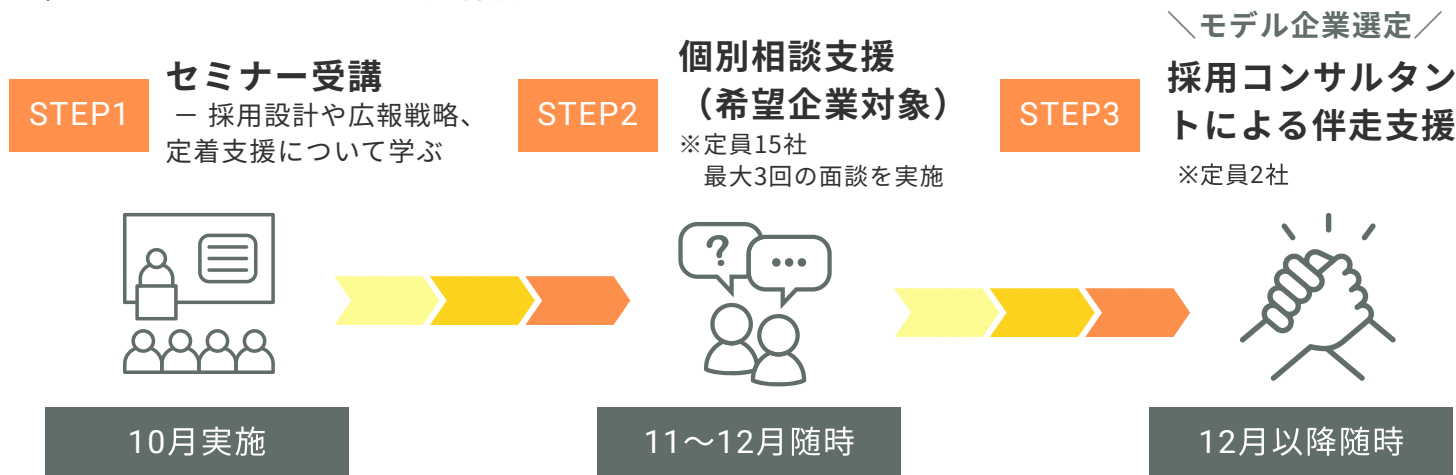 STEP1
セミナー受講
－ 採用設計や広報戦略、
定着支援について学ぶ
10月実施
STEP2
個別相談支援
（希望企業対象）
※定員15社
最大3回の面談を実施
?
11〜12月随時
＼モデル企業選定／
STEP3
採用コンサルタン
トによる伴走支援
※定員2社
12月以降随時